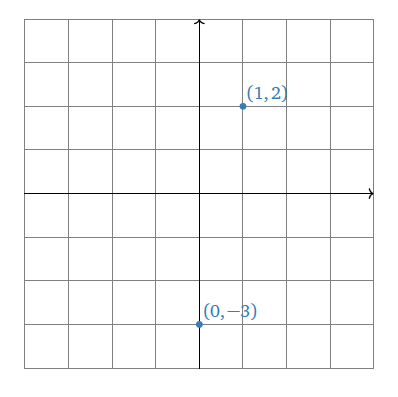 (1, 2)
(0, −3)